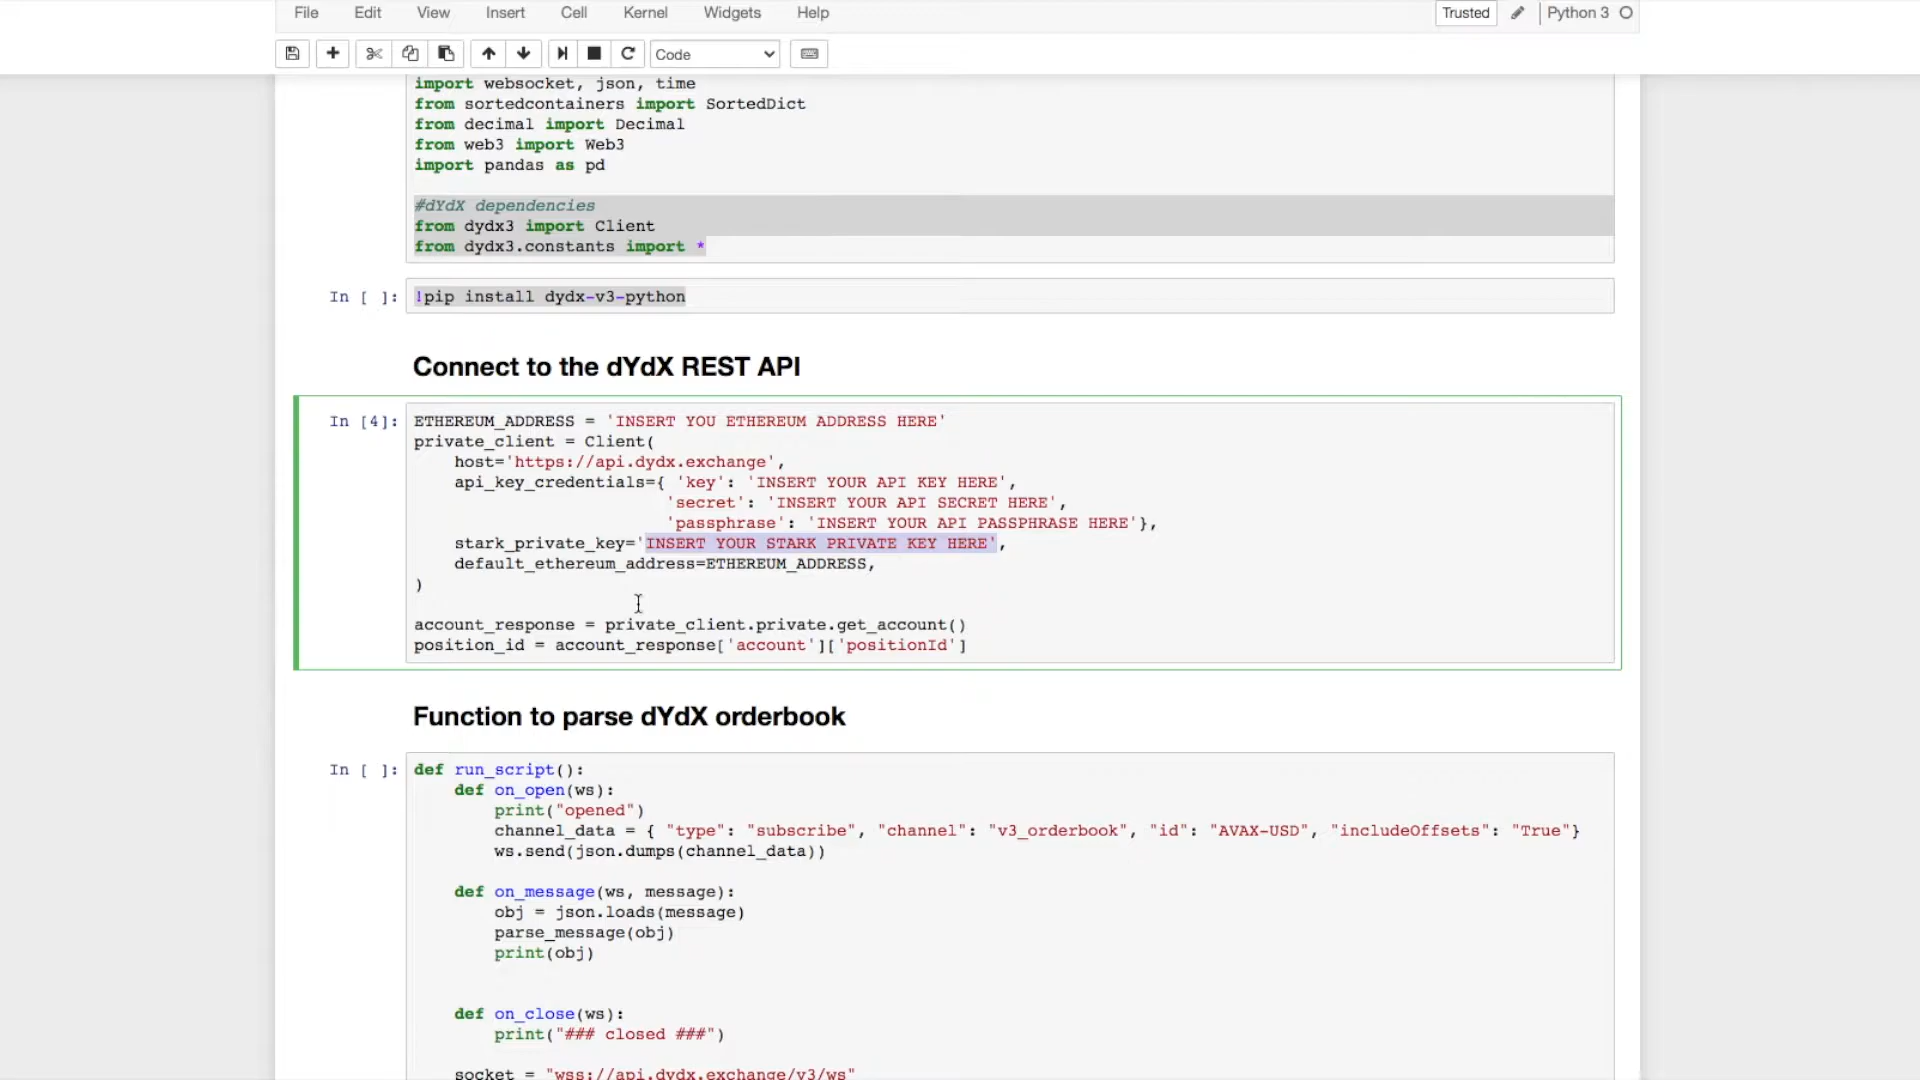 File Edit View Insert Cell Kernel Widgets Help Trusted Python 3
Code
import websocket, json, time
from sortedcontainers import SortedDict
from decimal import Decimal
from web3 import Web3
import pandas as pd
#dYdX dependencies
from dydx3 import Client
from dydx3.constants import *
In [ ]: !pip install dydx-v3-python
Connect to the dYdX REST API
In [4]: ETHEREUM_ADDRESS = 'INSERT YOU ETHEREUM ADDRESS HERE'
private_client = Client(
host='https://api.dydx.exchange',
api_key_credentials={ 'key': 'INSERT YOUR API KEY HERE',
'secret': 'INSERT YOUR API SECRET HERE',
'passphrase': 'INSERT YOUR API PASSPHRASE HERE'},
stark_private_key='INSERT YOUR STARK PRIVATE KEY HERE',
default_ethereum_address=ETHEREUM_ADDRESS,
)
account_response = private_client.private.get_account()
position_id = account_response['account']['positionId']
Function to parse dYdX orderbook
In [ ]: def run_script():
def on_open(ws):
print("opened")
channel_data = { "type": "subscribe", "channel": "v3_orderbook", "id": "AVAX-USD", "includeOffsets": "True"}
ws.send(json.dumps(channel_data))
def on_message(ws, message):
obj = json.loads(message)
parse_message(obj)
print(obj)
def on_close(ws):
print("### closed ###")
socket = "wss://api.dydx.exchange/v3/ws"